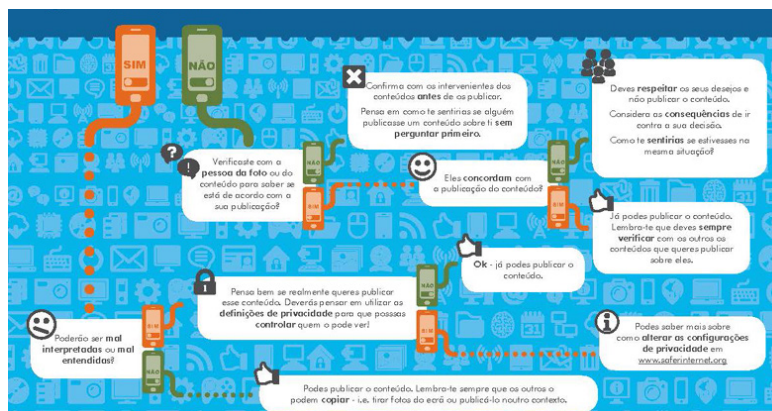 SIM
NÃO
Confirma com os intervenientes dos
conteúdos antes de os publicar.
Pensa em como te sentirias se alguém
publicasse um conteúdo sobre ti sem
perguntar primeiro.
Deves respeitar os seus desejos e
não publicar o conteúdo.
Considera as consequências de ir
contra a sua decisão.
Como te sentirias se estivesses na
mesma situação?
Verificaste com a
pessoa da foto ou do
conteúdo para saber se
está de acordo com a
sua publicação?
NÃO
SIM
Eles concordam com
a publicação do conteúdo?
NÃO
SIM
Já podes publicar o conteúdo.
Lembra-te que deves sempre
verificar com os outros os
conteúdos que queres publicar
sobre eles.
Ok - já podes publicar o
conteúdo.
Pensa bem se realmente queres publicar
esse conteúdo. Deverás pensar em utilizar as
definições de privacidade para que possas
controlar quem o pode ver!
NÃO
SIM
Poderão ser mal
interpretadas ou mal
entendidas?
SIM
NÃO
Podes saber mais sobre
como alterar as configurações
de privacidade em
www.saferinternet.org
Podes publicar o conteúdo. Lembra-te sempre que os outros o
podem copiar - i.e. tirar fotos do ecrã ou publicá-lo noutro contexto.